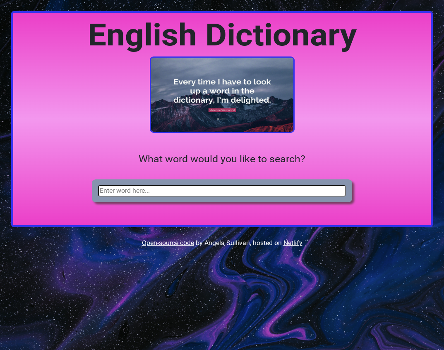 English Dictionary
Every time I have to look
up a word in the
dictionary, I'm delighted.
What word would you like to search?
Enter word here...
Open-source code by Angela Sullivan, hosted on Netlify